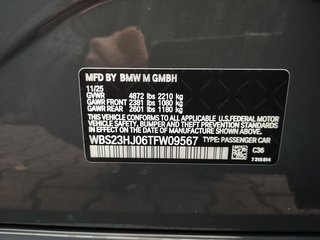 MFD BY BMW M GMBH
11/25
GVWR 4872 lbs 2210 kg
GAWR FRONT 2381 lbs 1080 kg
GAWR REAR 2601 lbs 1180 kg
THIS VEHICLE CONFORMS TO ALL APPLICABLE U.S.FEDERAL MOTOR
VEHICLE SAFETY, BUMPER, AND THEFT PREVENTION STANDARDS
IN EFFECT ON THE DATE OF MANUFACTURE SHOWN ABOVE.
WBS23HJ06TFW09567 TYPE: PASSENGER CAR
C36